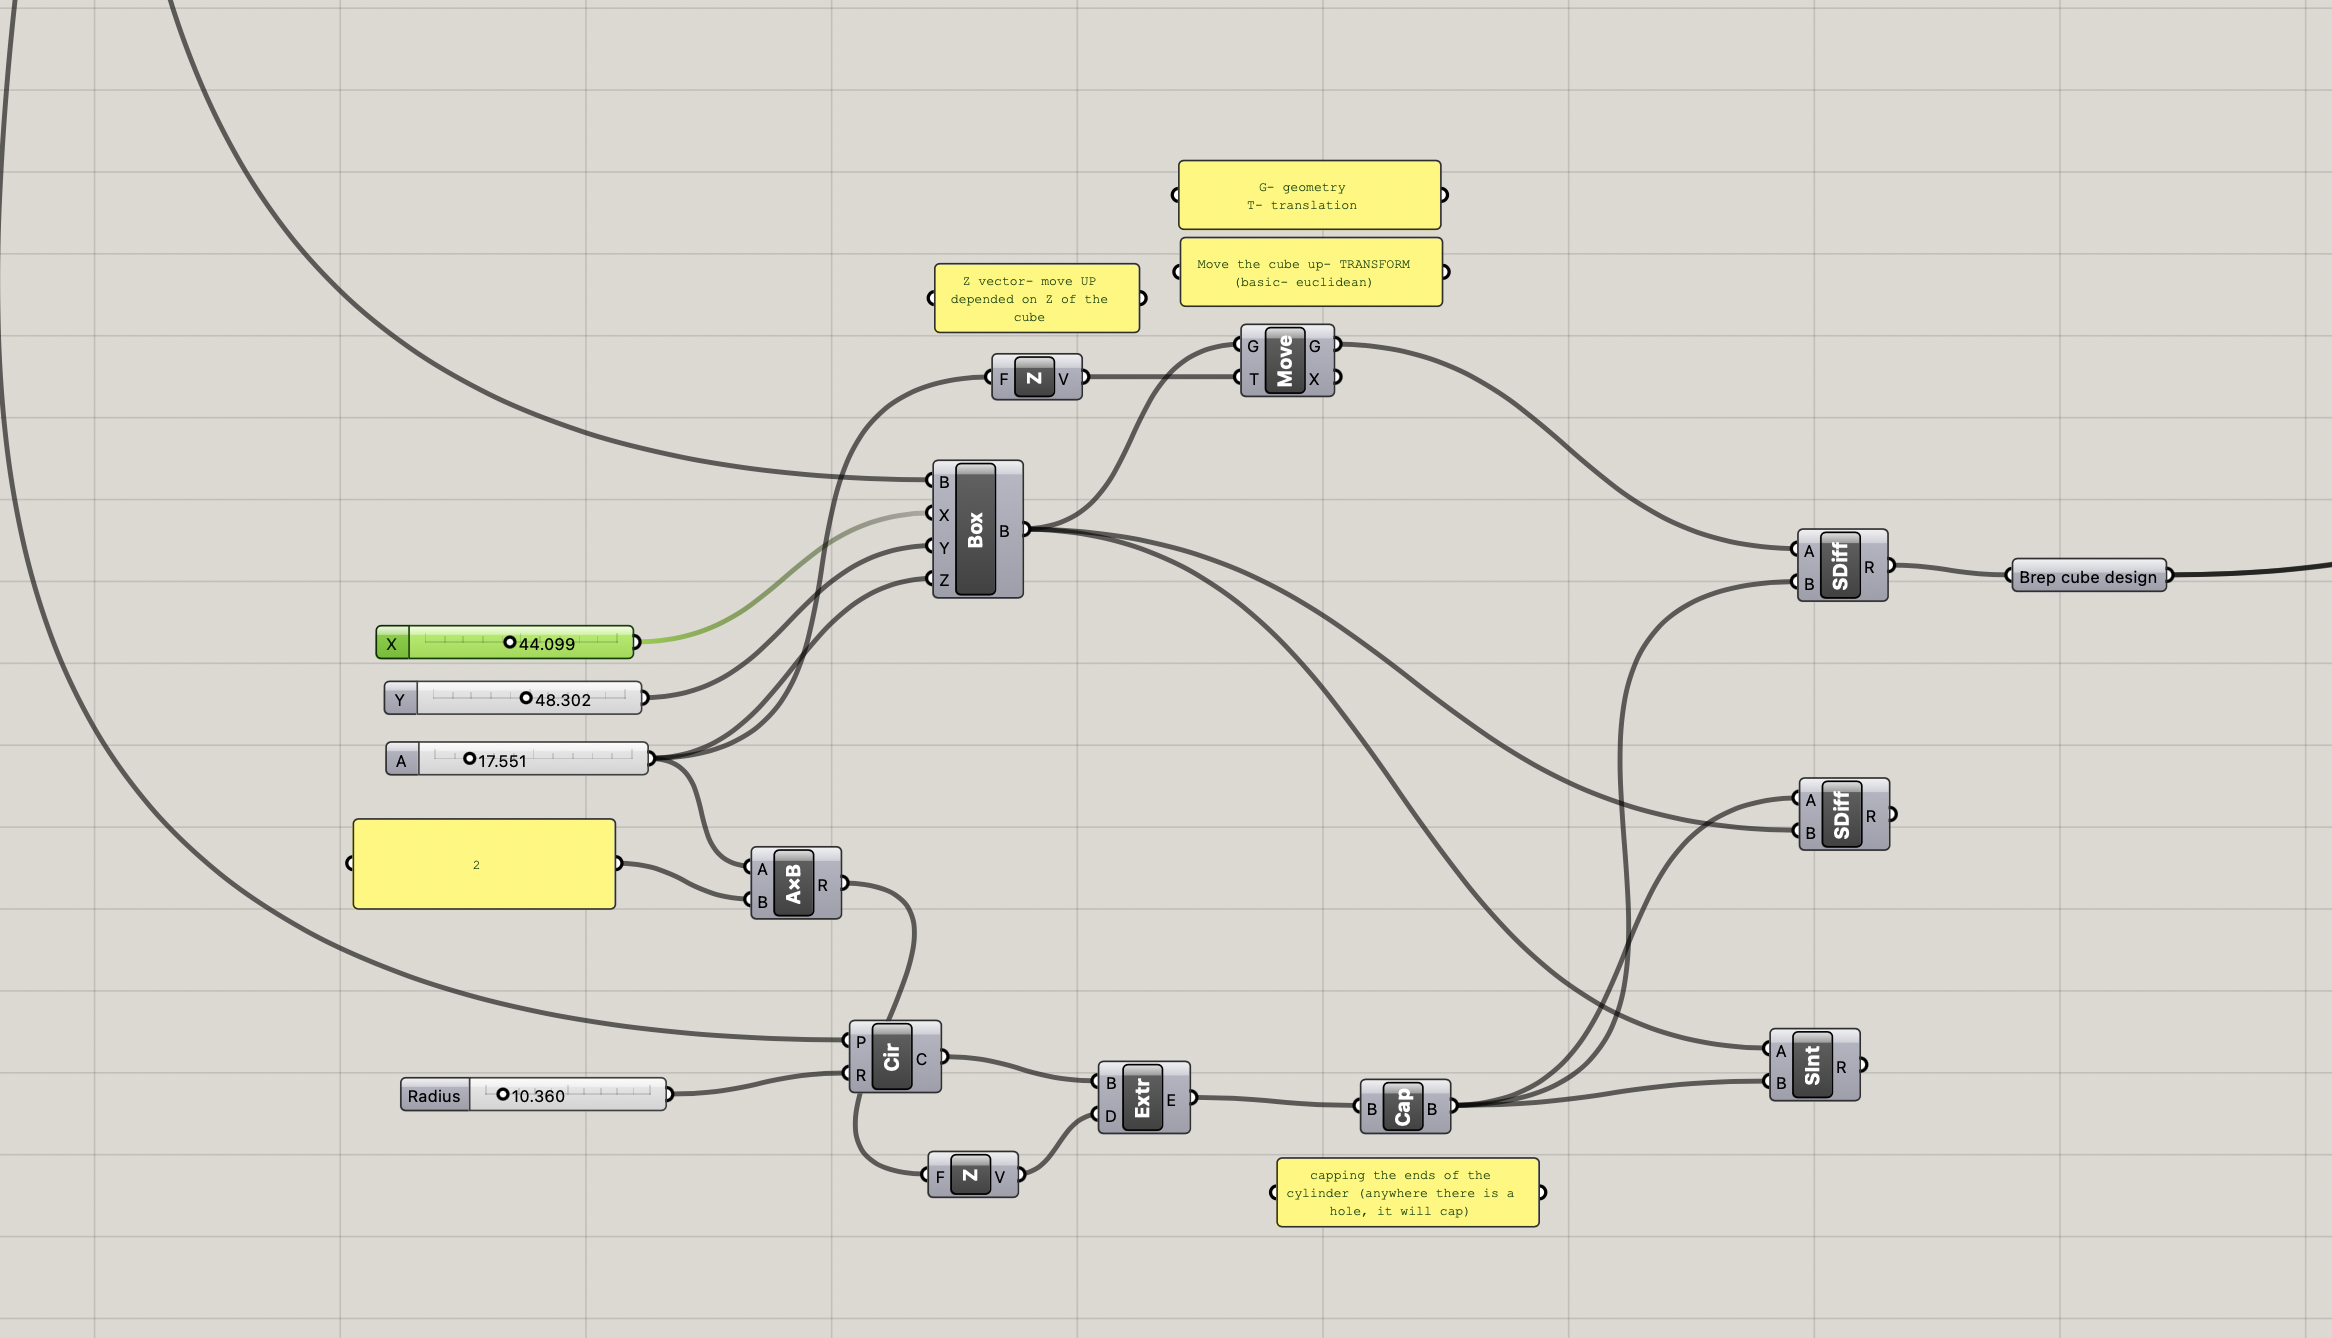 G- geometry
T- translation
Move the cube up- TRANSFORM
(basic- euclidean)
Z vector- move UP
depended on Z of the
cube
F Z V
G Move G
T X
B
X
Y
Z
Box
B
A
B
SDiff
R
Brep cube design
X 44.099
Y 48.302
A 17.551
2
A
B
A×B
R
A
B
SDiff
R
P
R
Cir
C
Radius 10.360
B
D
Extr
E
B Cap B
A
B
SInt
R
F Z V
capping the ends of the
cylinder (anywhere there is a
hole, it will cap)